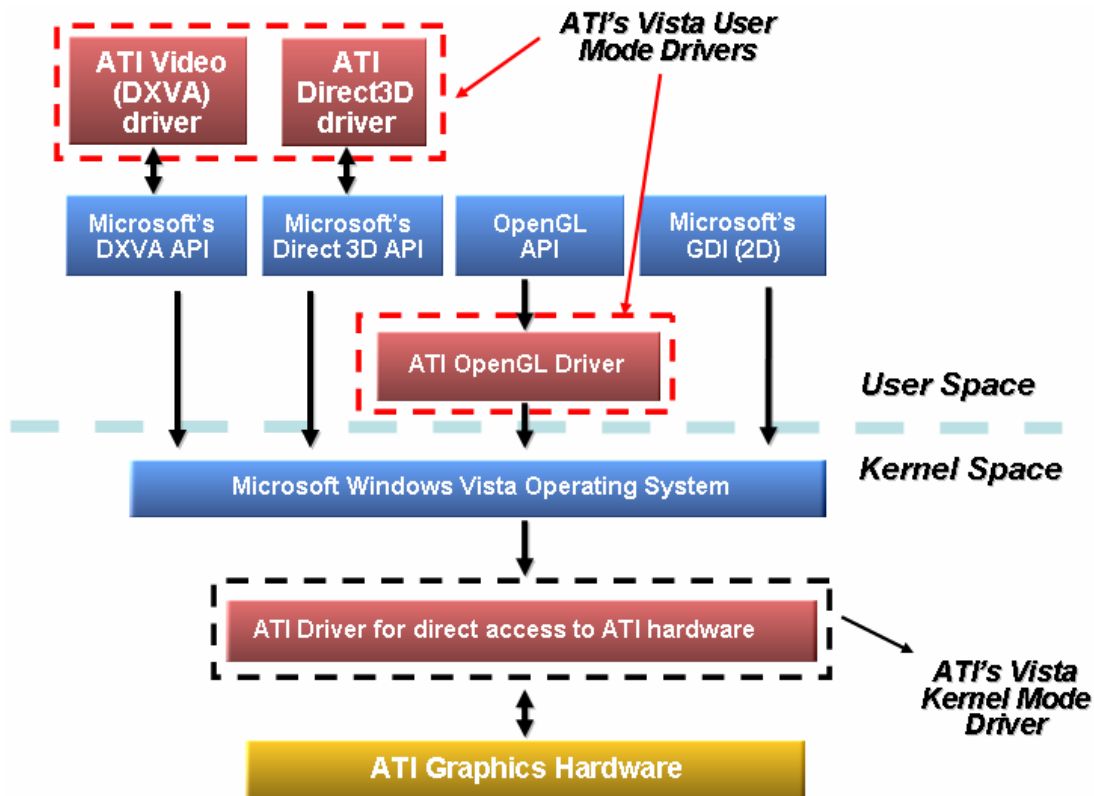 ATI's Vista User
Mode Drivers
ATI Video
(DXVA)
driver
ATI
Direct3D
driver
Microsoft's
DXVA API
Microsoft's
Direct 3D API
OpenGL
API
Microsoft's
GDI (2D)
ATI OpenGL Driver
User Space
Kernel Space
Microsoft Windows Vista Operating System
ATI Driver for direct access to ATI hardware
ATI's Vista
Kernel Mode
Driver
ATI Graphics Hardware